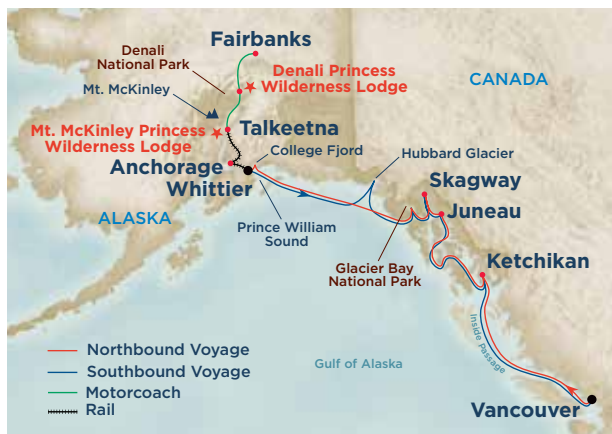 Fairbanks
Denali
National Park
Denali Princess
Wilderness Lodge
CANADA
Mt. McKinley
Mt. McKinley Princess
Wilderness Lodge
Talkeetna
College Fjord
Hubbard Glacier
Anchorage
Whittier
Skagway
ALASKA
Juneau
Prince William
Sound
Glacier Bay
National Park
Ketchikan
Inside Passage
Northbound Voyage
Southbound Voyage
Gulf of Alaska
Motorcoach
Rail
Vancouver